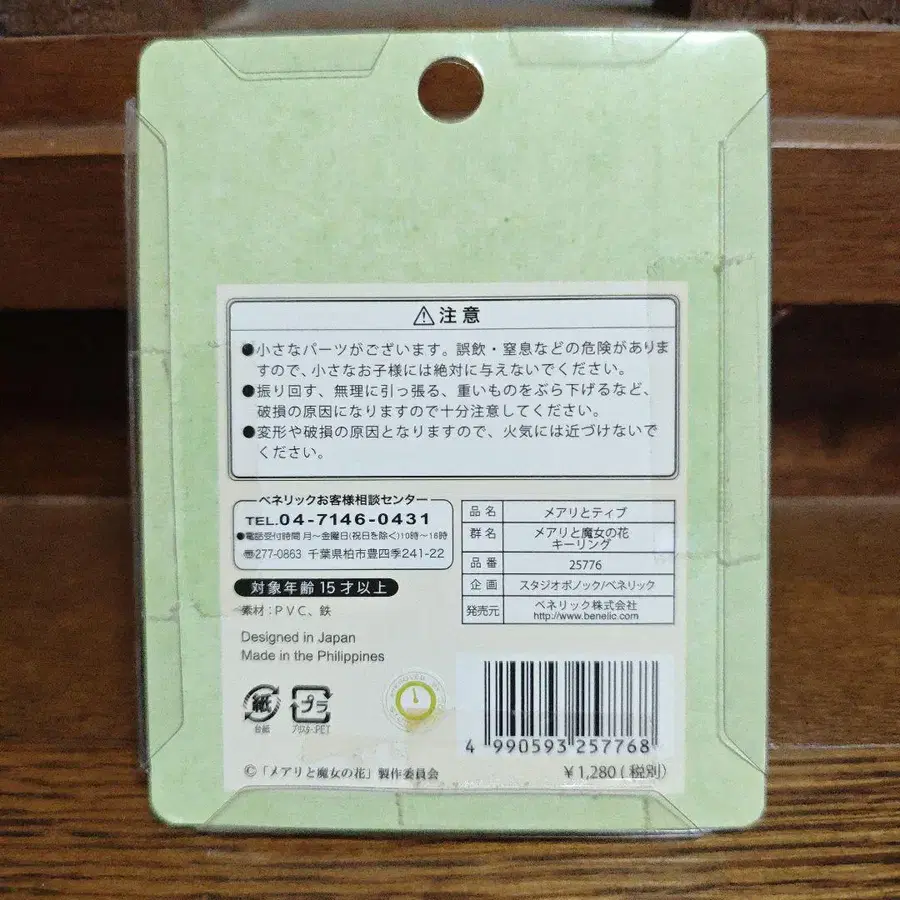 ⚠注意
●小さなパーツがございます。誤飲・窒息などの危険がありま
すので、小さなお子様には絶対に与えないでください。
●振り回す、無理に引っ張る、重いものをぶら下げるなど、
破損の原因になりますので十分注意してください。
●変形や破損の原因となりますので、火気には近づけないで
ください。
ベネリックお客様相談センター
TEL.04-7146-0431
●電話受付時間 月～金曜日(祝日を除く)10時～16時
〠277-0863 千葉県柏市豊四季241-22
対象年齢15才以上
素材:PVC、鉄
Designed in Japan
Made in the Philippines
品名 メアリとティブ
群名 メアリと魔女の花
キーリング
品番 25776
企画 スタジオポノック/ベネリック
発売元 ベネリック株式会社
http://www.benelic.com
紙
台紙
プラ
ブリスター:PET
4 990593 257768
©「メアリと魔女の花」製作委員会
¥1,280(税別)